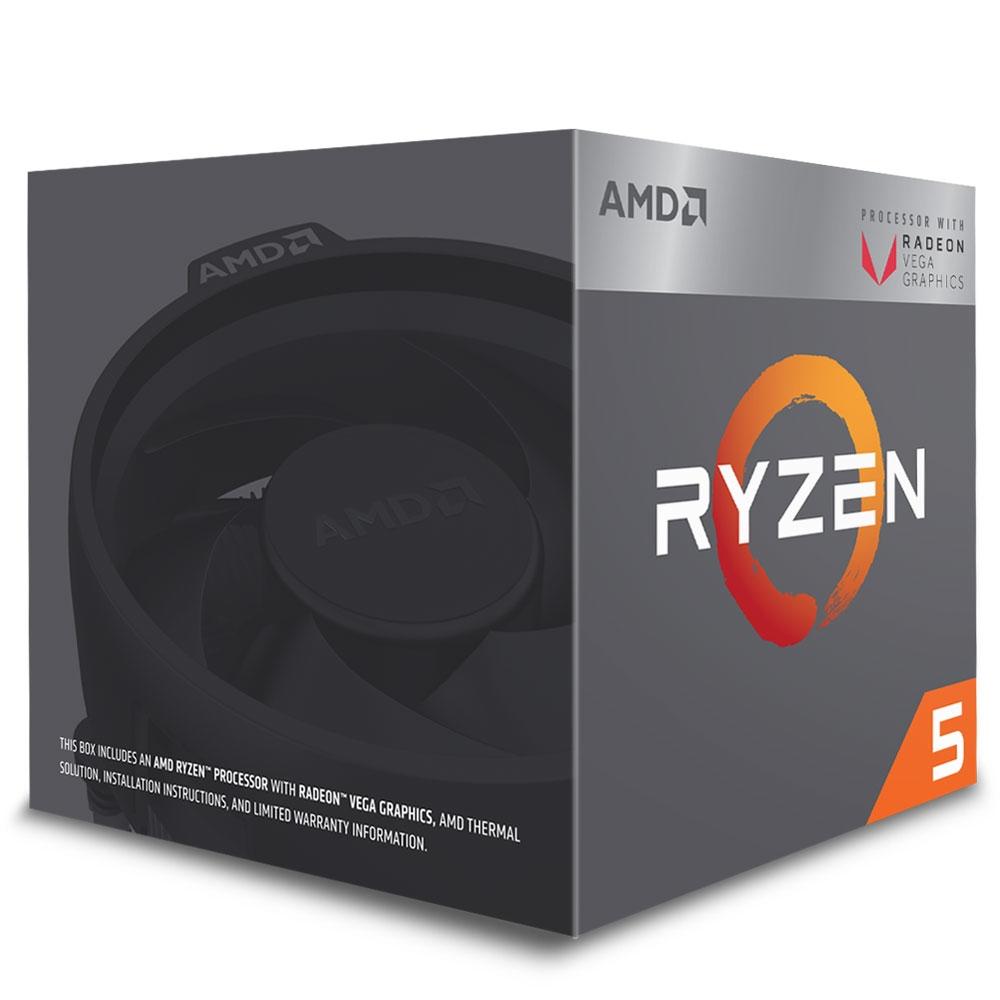 AMD
AMD
THIS BOX INCLUDES AN AMD RYZEN™ PROCESSOR WITH RADEON™ VEGA GRAPHICS, AMD THERMAL
SOLUTION, INSTALLATION INSTRUCTIONS, AND LIMITED WARRANTY INFORMATION.
AMD
PROCESSOR WITH
RADEON
VEGA
GRAPHICS
RYZEN
5